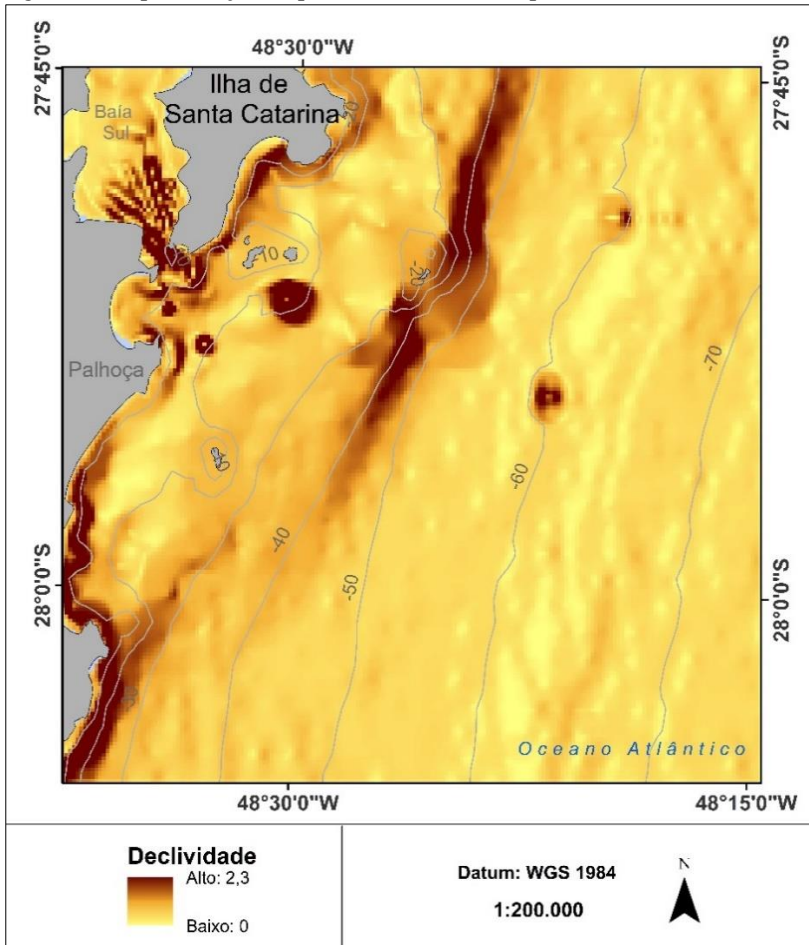 48°30'0"W
27°45'0"S
27°45'0"S
Ilha de
Santa Catarina
Baía
Sul
-20
10
-20
Palhoça
-70
10
-60
-40
-50
28°0'0"S
28°0'0"S
-30
Oceano Atlântico
48°30'0"W
48°15'0"W
Declividade
Alto: 2,3
Baixo: 0
Datum: WGS 1984
1:200.000
N